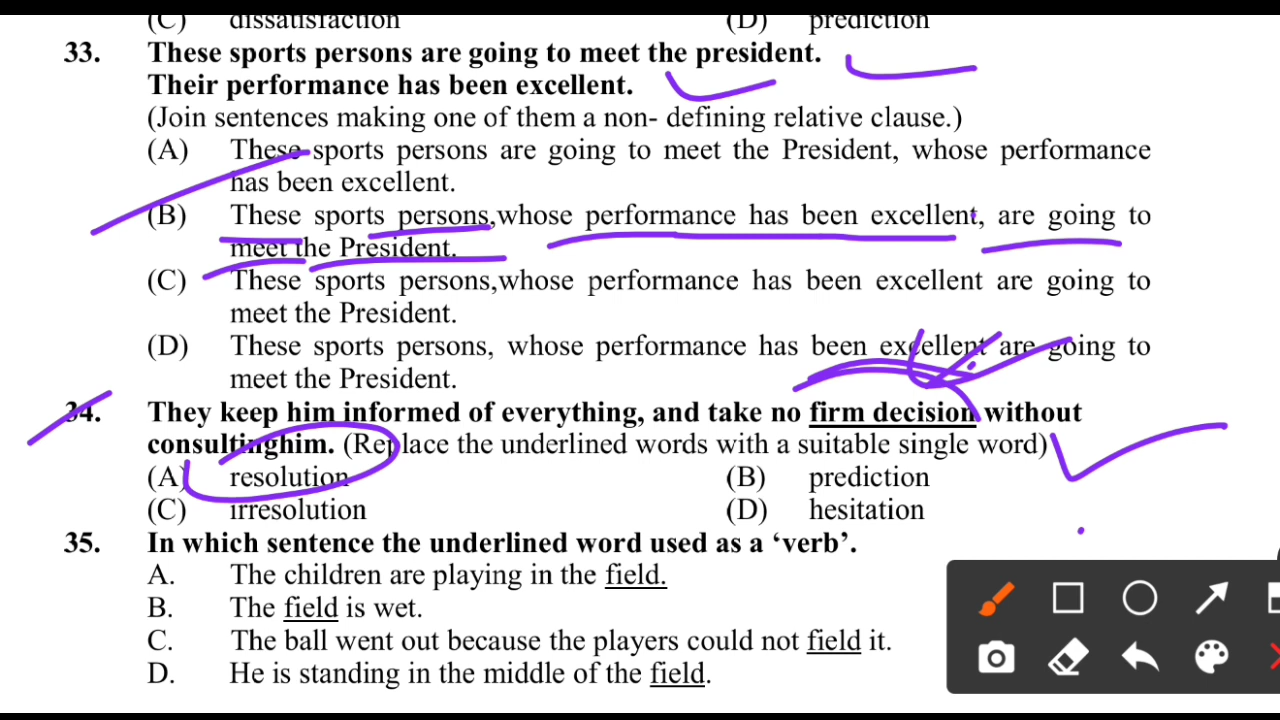 (C) dissatisfaction (D) prediction
33. These sports persons are going to meet the president.
Their performance has been excellent.
(Join sentences making one of them a non- defining relative clause.)
(A) These sports persons are going to meet the President, whose performance
has been excellent.
(B) These sports persons,whose performance has been excellent, are going to
meet the President.
(C) These sports persons,whose performance has been excellent are going to
meet the President.
(D) These sports persons, whose performance has been excellent are going to
meet the President.
34. They keep him informed of everything, and take no firm decision without
consultinghim. (Replace the underlined words with a suitable single word)
(A) resolution (B) prediction
(C) irresolution (D) hesitation
35. In which sentence the underlined word used as a ‘verb’.
A. The children are playing in the field.
B. The field is wet.
C. The ball went out because the players could not field it.
D. He is standing in the middle of the field.